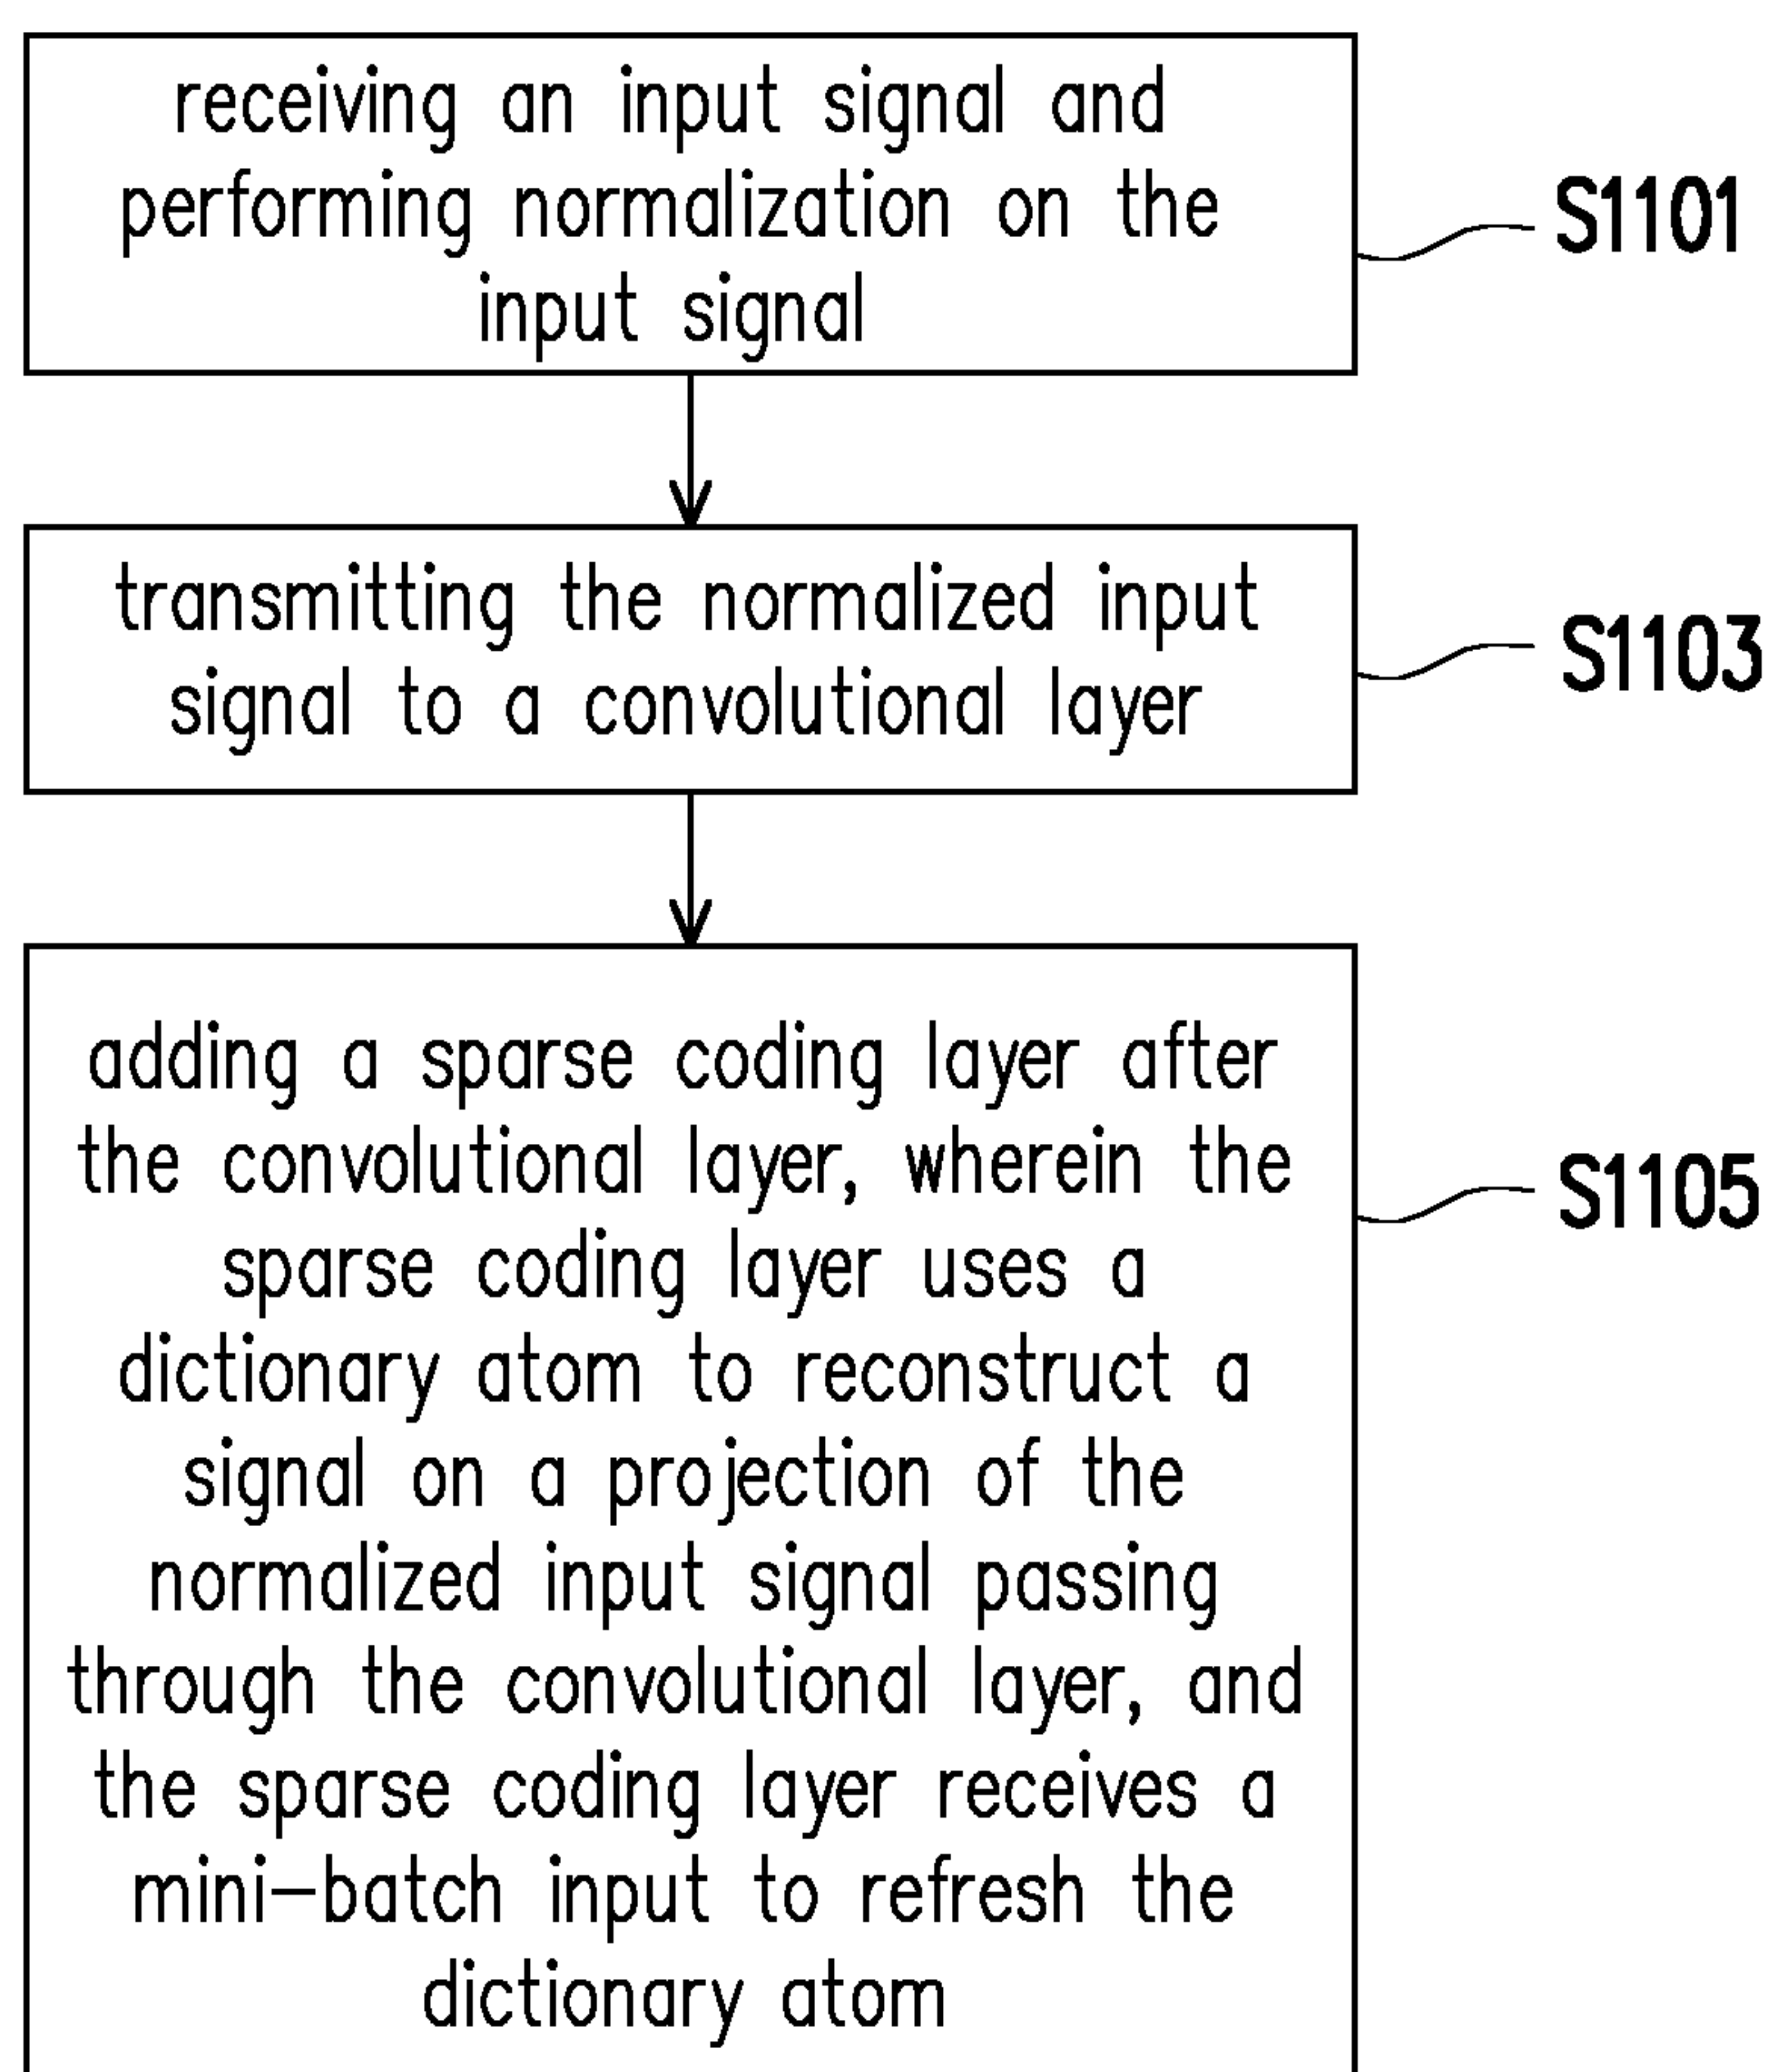 receiving an input signal and
performing normalization on the
input signal
S1101
transmitting the normalized input
signal to a convolutional layer
S1103
adding a sparse coding layer after
the convolutional layer, wherein the
sparse coding layer uses a
dictionary atom to reconstruct a
signal on a projection of the
normalized input signal passing
through the convolutional layer, and
the sparse coding layer receives a
mini-batch input to refresh the
dictionary atom
S1105